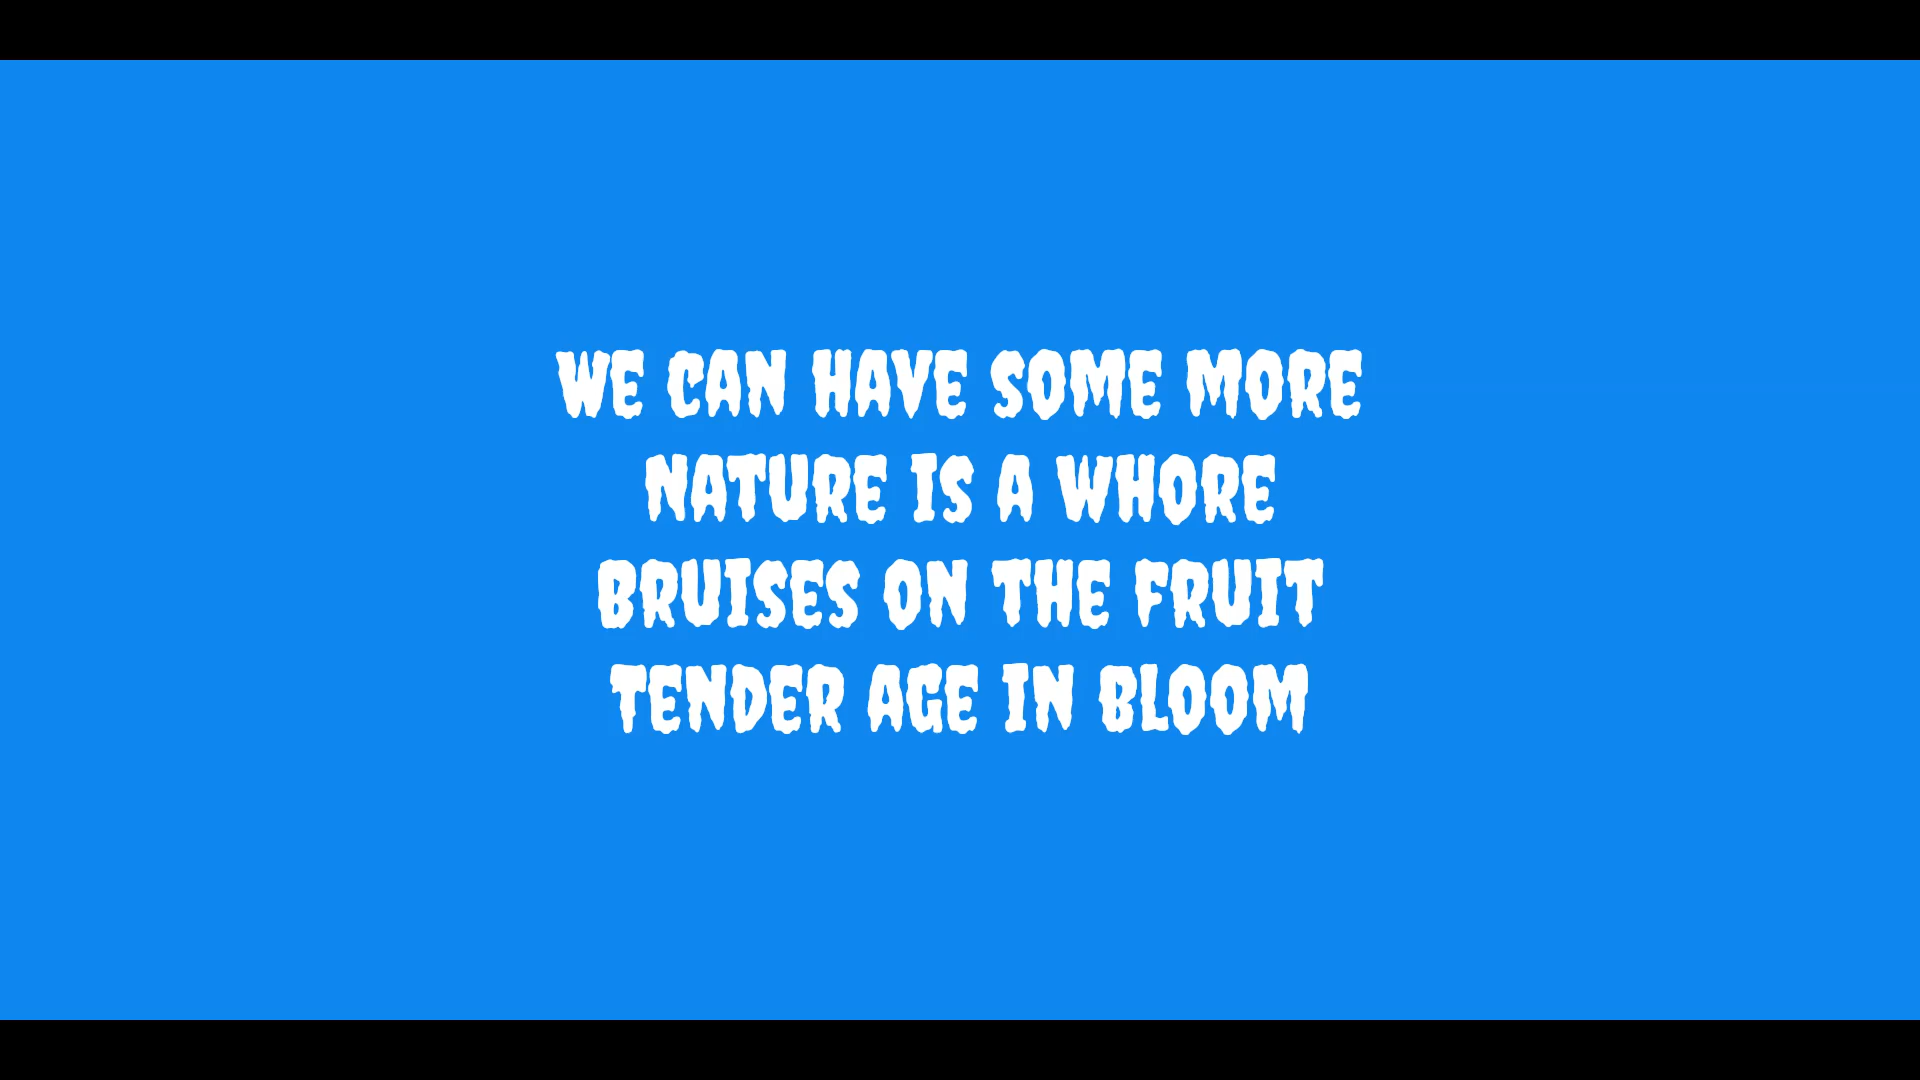 WE CAN HAVE SOME MORE
NATURE IS A WHORE
BRUISES ON THE FRUIT
TENDER AGE IN BLOOM